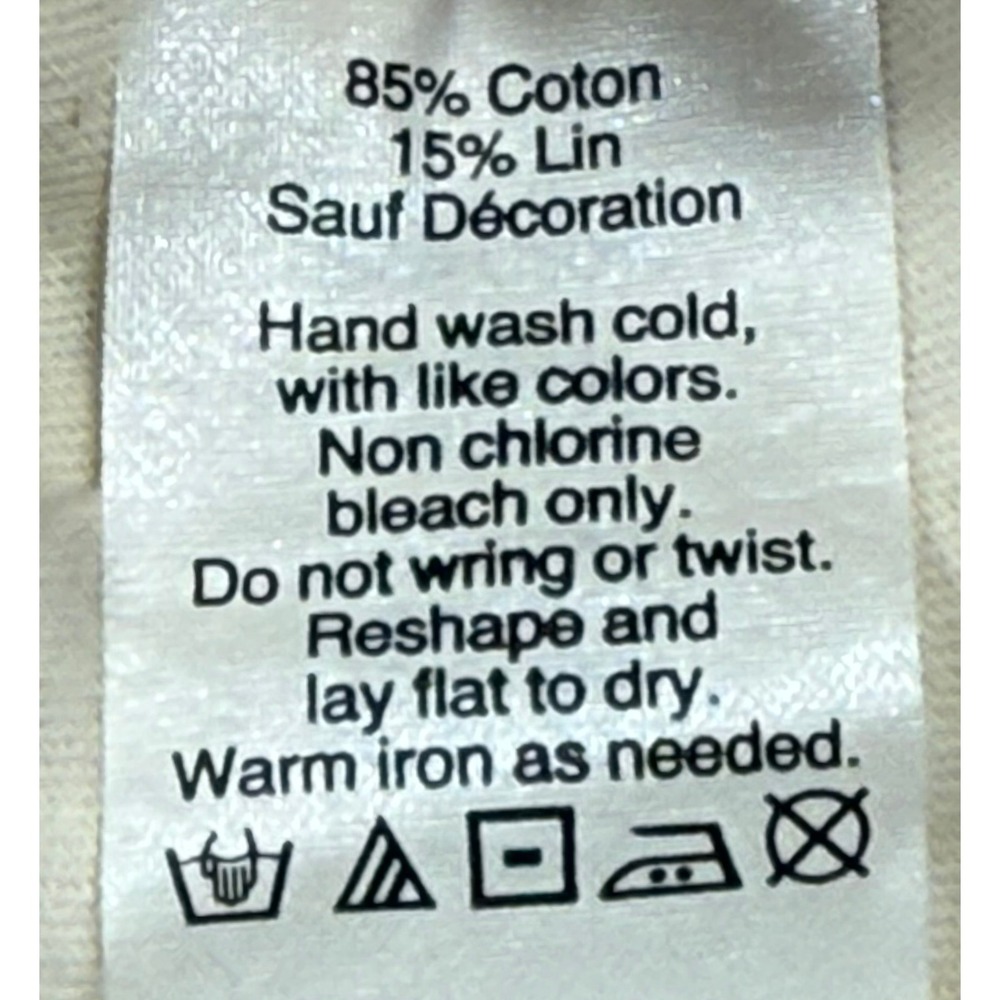 85% Coton
15% Lin
Sauf Décoration
Hand wash cold,
with like colors.
Non chlorine
bleach only.
Do not wring or twist.
Reshape and
lay flat to dry.
Warm iron as needed.